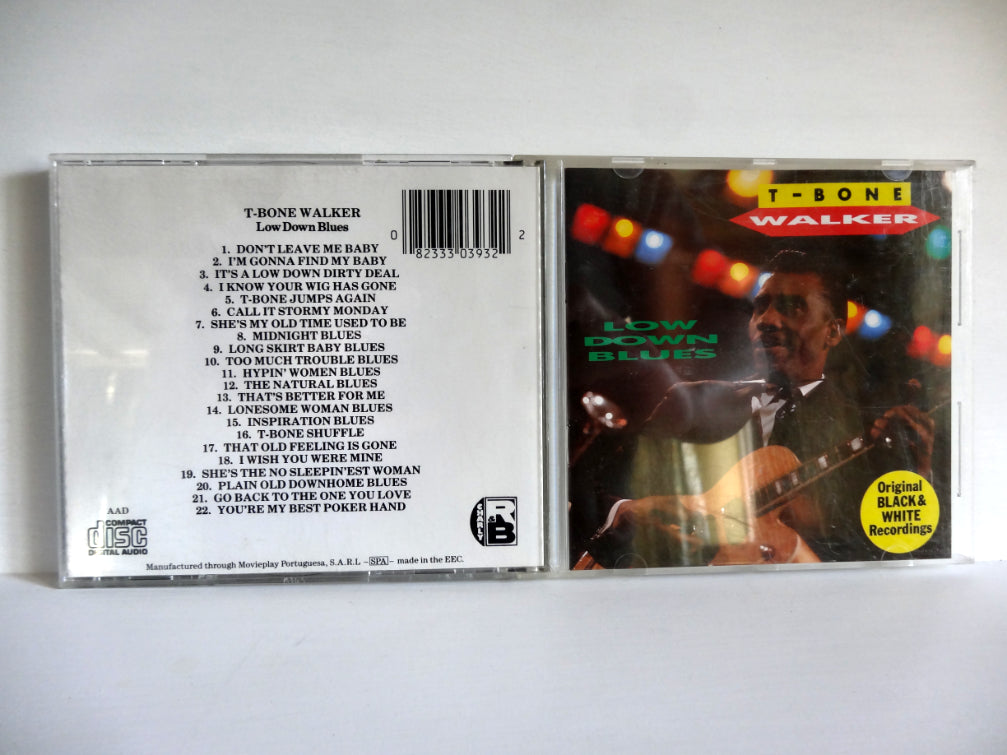 T-BONE WALKER
Low Down Blues
0 82333 03932 2
1. DON'T LEAVE ME BABY
2. I'M GONNA FIND MY BABY
3. IT'S A LOW DOWN DIRTY DEAL
4. I KNOW YOUR WIG HAS GONE
5. T-BONE JUMPS AGAIN
6. CALL IT STORMY MONDAY
7. SHE'S MY OLD TIME USED TO BE
8. MIDNIGHT BLUES
9. LONG SKIRT BABY BLUES
10. TOO MUCH TROUBLE BLUES
11. HYPIN' WOMEN BLUES
12. THE NATURAL BLUES
13. THAT'S BETTER FOR ME
14. LONESOME WOMAN BLUES
15. INSPIRATION BLUES
16. T-BONE SHUFFLE
17. THAT OLD FEELING IS GONE
18. I WISH YOU WERE MINE
19. SHE'S THE NO SLEEPIN'EST WOMAN
20. PLAIN OLD DOWNHOME BLUES
21. GO BACK TO THE ONE YOU LOVE
22. YOU'RE MY BEST POKER HAND
AAD
COMPACT
disc
DIGITAL AUDIO
CHARLY
R&B
Manufactured through Movieplay Portuguesa, S.A.R.L -SPA- made in the EEC.
T-BONE
WALKER
LOW
DOWN
BLUES
Original
BLACK &
WHITE
Recordings